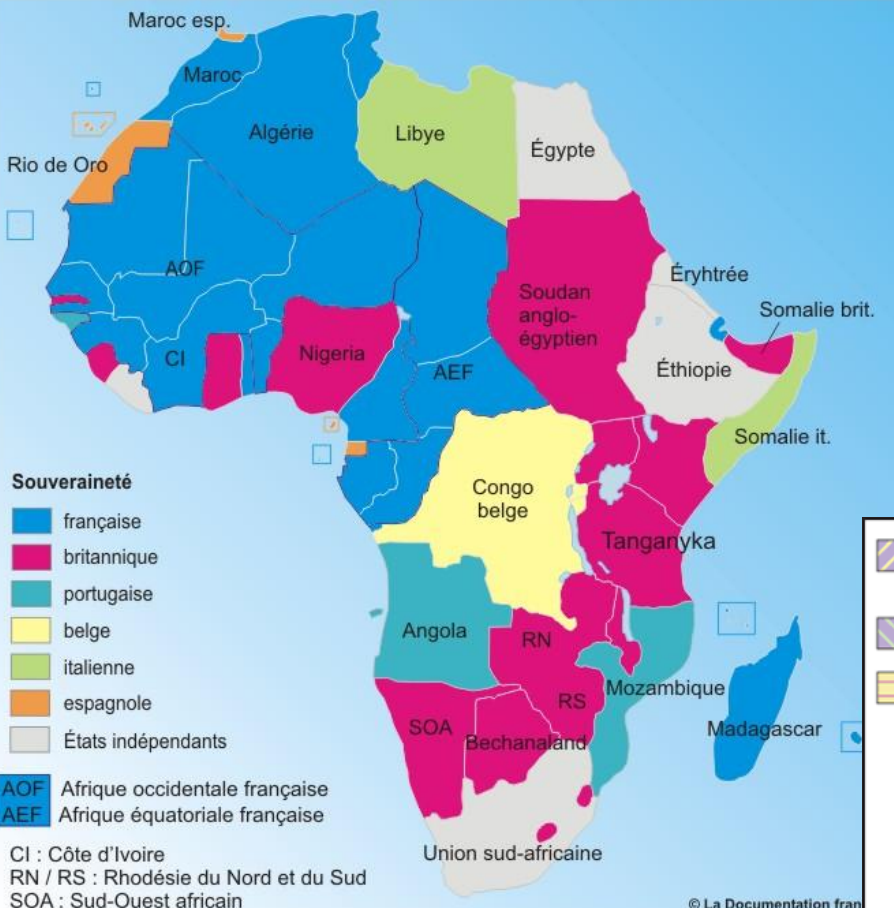 Maroc esp.
Maroc
Algérie
Libye
Égypte
Rio de Oro
AOF
Soudan
anglo-
égyptien
Éryhtrée
Somalie brit.
CI
Nigeria
AEF
Éthiopie
Somalie it.
Congo
belge
Tanganyka
Angola
RN
Mozambique
RS
SOA
Bechanaland
Madagascar
Union sud-africaine
Souveraineté
française
britannique
portugaise
belge
italienne
espagnole
États indépendants
AOF Afrique occidentale française
AEF Afrique équatoriale française
CI : Côte d'Ivoire
RN / RS : Rhodésie du Nord et du Sud
SOA : Sud-Ouest africain
© La Documentation fran